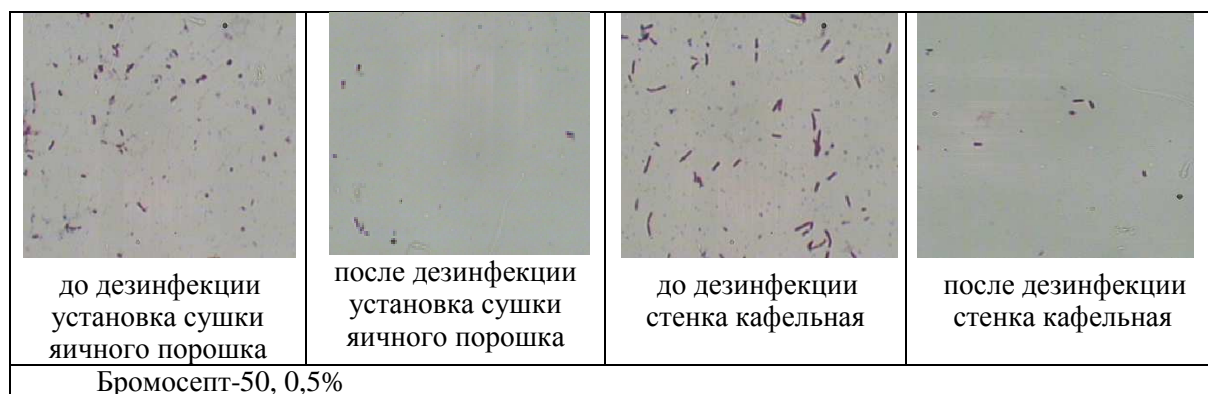 до дезинфекции
установка сушки
яичного порошка
после дезинфекции
установка сушки
яичного порошка
до дезинфекции
стенка кафельная
после дезинфекции
стенка кафельная
Бромосепт-50, 0,5%